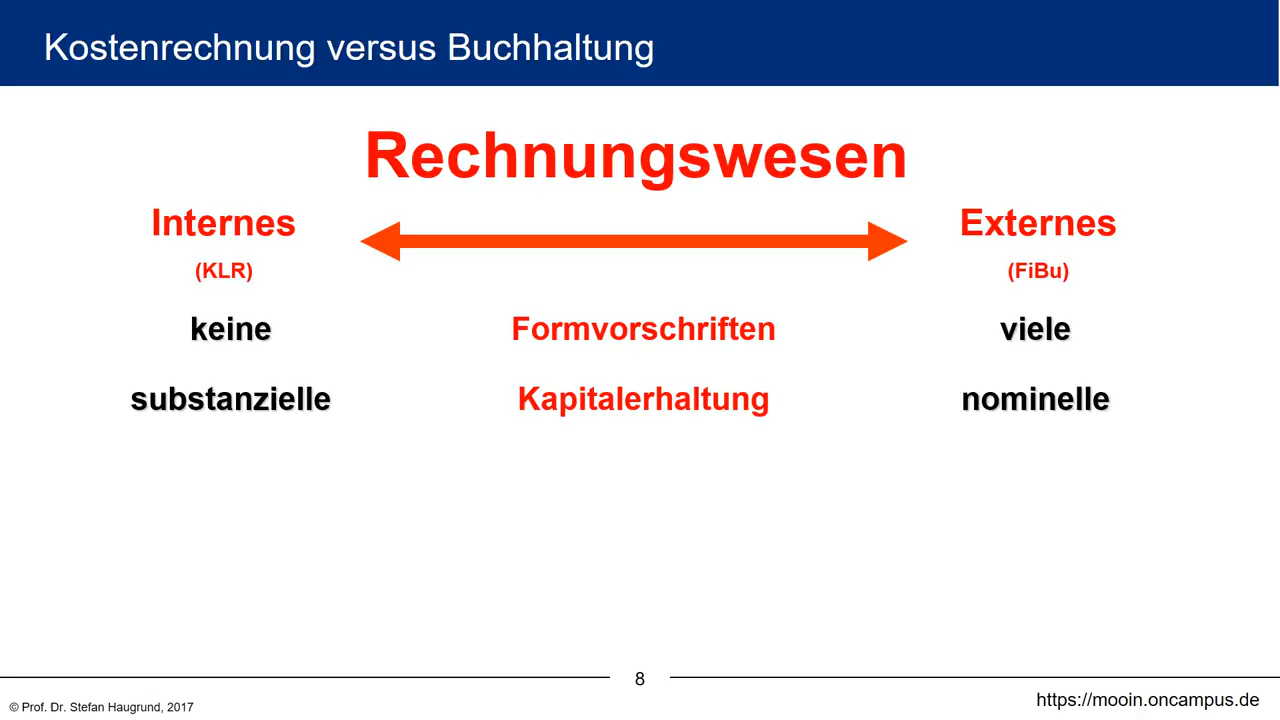 Kostenrechnung versus Buchhaltung
Rechnungswesen
Internes
Externes
(KLR)
(FiBu)
keine
Formvorschriften
viele
substanzielle
Kapitalerhaltung
nominelle
8
© Prof. Dr. Stefan Haugrund, 2017
https://mooin.oncampus.de